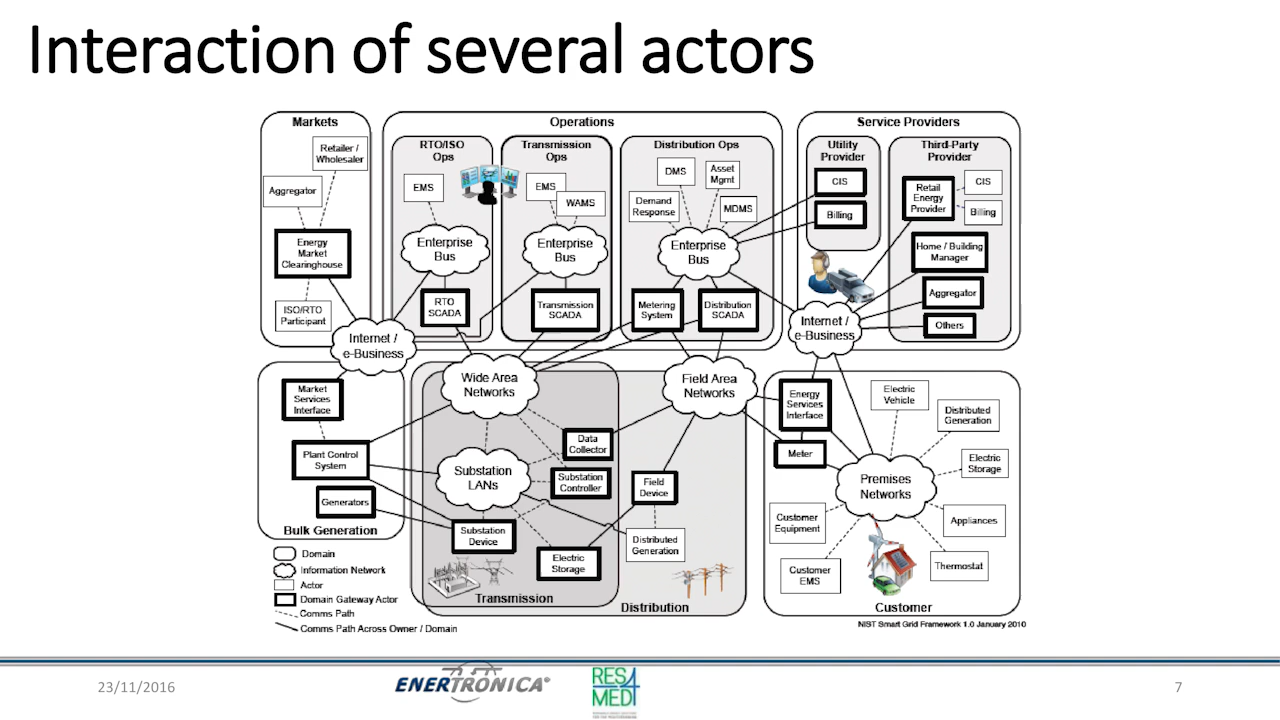 Interaction of several actors
Markets
Retailer /
Wholesaler
Aggregator
Energy
Market
Clearinghouse
ISO/RTO
Participant
Operations
RTO/ISO
Ops
EMS
Enterprise
Bus
RTO
SCADA
Transmission
Ops
EMS
WAMS
Enterprise
Bus
Transmission
SCADA
Distribution Ops
DMS
Asset
Mgmt
Demand
Response
MDMS
Enterprise
Bus
Metering
System
Distribution
SCADA
Service Providers
Utility
Provider
CIS
Billing
Third-Party
Provider
Retail
Energy
Provider
CIS
Billing
Home / Building
Manager
Aggregator
Others
Internet /
e-Business
Internet /
e-Business
Market
Services
Interface
Plant Control
System
Generators
Bulk Generation
Wide Area
Networks
Field Area
Networks
Data
Collector
Substation
LANs
Substation
Controller
Field
Device
Substation
Device
Electric
Storage
Distributed
Generation
Transmission
Distribution
Energy
Services
Interface
Meter
Electric
Vehicle
Distributed
Generation
Electric
Storage
Premises
Networks
Appliances
Customer
Equipment
Customer
EMS
Thermostat
Customer
Domain
Information Network
Actor
Domain Gateway Actor
Comms Path
Comms Path Across Owner / Domain
NIST Smart Grid Framework 1.0 January 2010
23/11/2016
ENERTRONICA®
RES4
MEDI
7